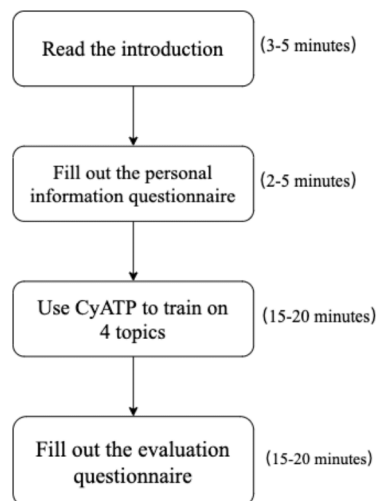 Read the introduction
(3-5 minutes)
Fill out the personal
information questionnaire
(2-5 minutes)
Use CyATP to train on
4 topics
(15-20 minutes)
Fill out the evaluation
questionnaire
(15-20 minutes)